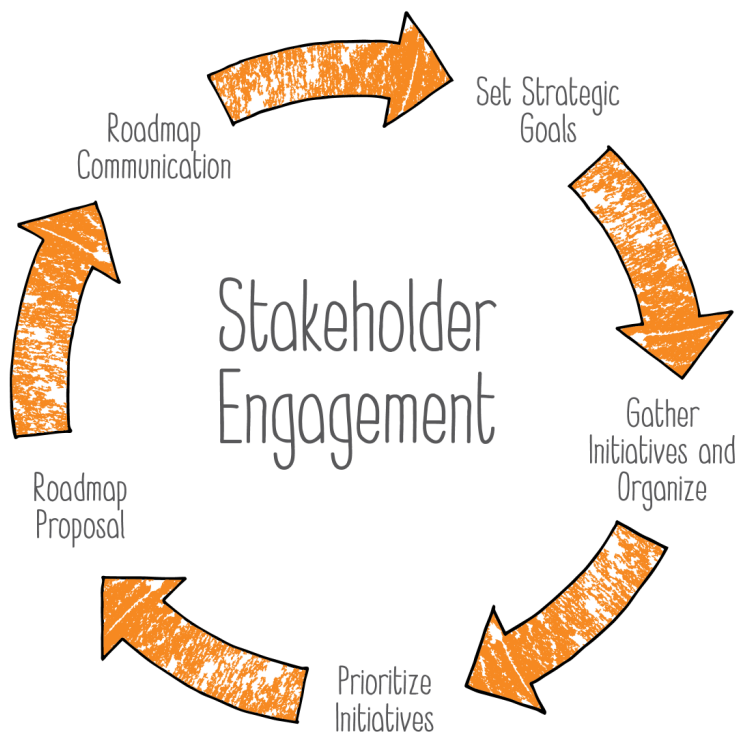 Set Strategic
Goals
Roadmap
Communication
Stakeholder
Engagement
Gather
Initiatives and
Organize
Roadmap
Proposal
Prioritize
Initiatives